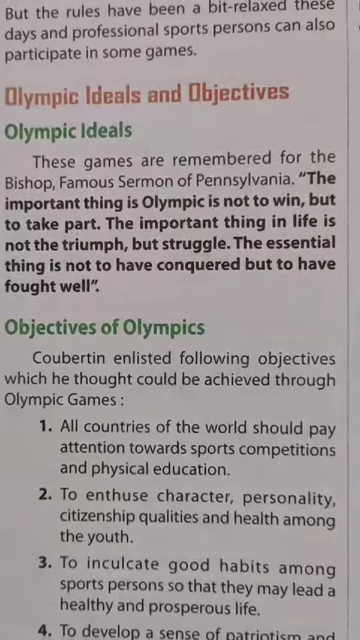 But the rules have been a bit-relaxed these
days and professional sports persons can also
participate in some games.
Olympic Ideals and Objectives
Olympic Ideals
These games are remembered for the
Bishop, Famous Sermon of Pennsylvania. “The
important thing is Olympic is not to win, but
to take part. The important thing in life is
not the triumph, but struggle. The essential
thing is not to have conquered but to have
fought well”.
Objectives of Olympics
Coubertin enlisted following objectives
which he thought could be achieved through
Olympic Games :
1. All countries of the world should pay
attention towards sports competitions
and physical education.
2. To enthuse character, personality,
citizenship qualities and health among
the youth.
3. To inculcate good habits among
sports persons so that they may lead a
healthy and prosperous life.
4. To develop a sense of patriotism and